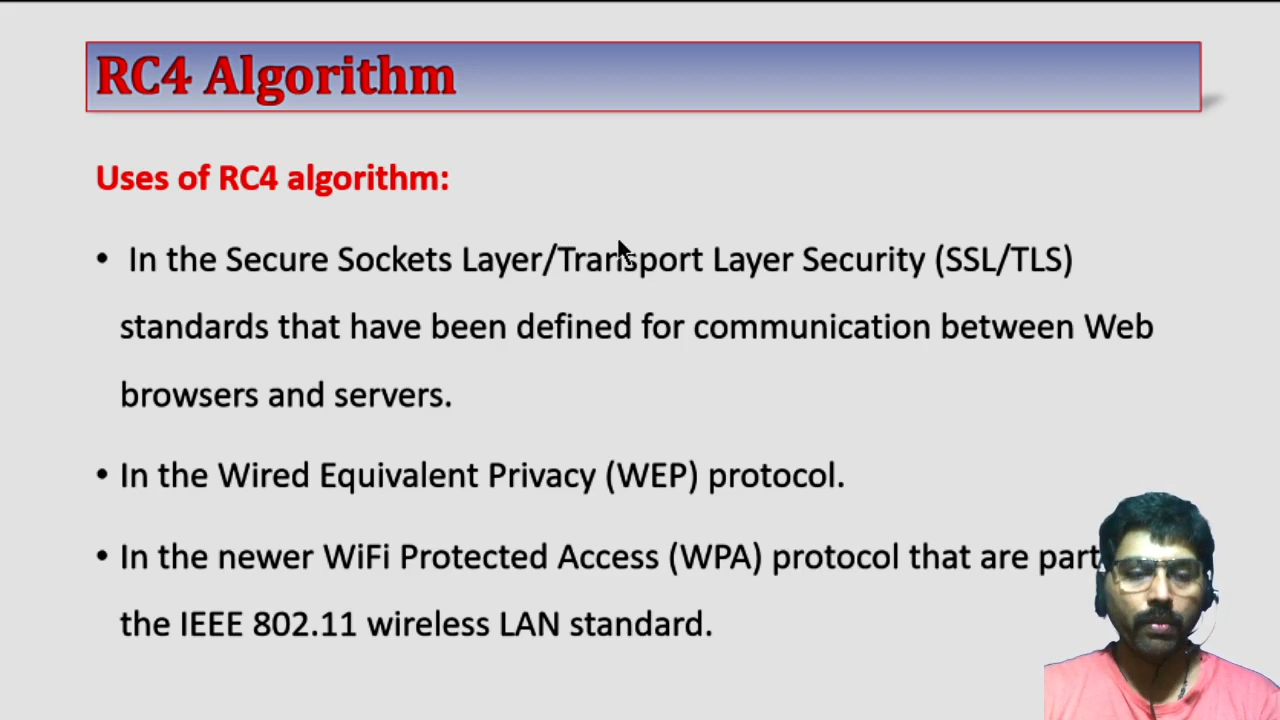 RC4 Algorithm
Uses of RC4 algorithm:
• In the Secure Sockets Layer/Transport Layer Security (SSL/TLS)
standards that have been defined for communication between Web
browsers and servers.
• In the Wired Equivalent Privacy (WEP) protocol.
• In the newer WiFi Protected Access (WPA) protocol that are part
the IEEE 802.11 wireless LAN standard.